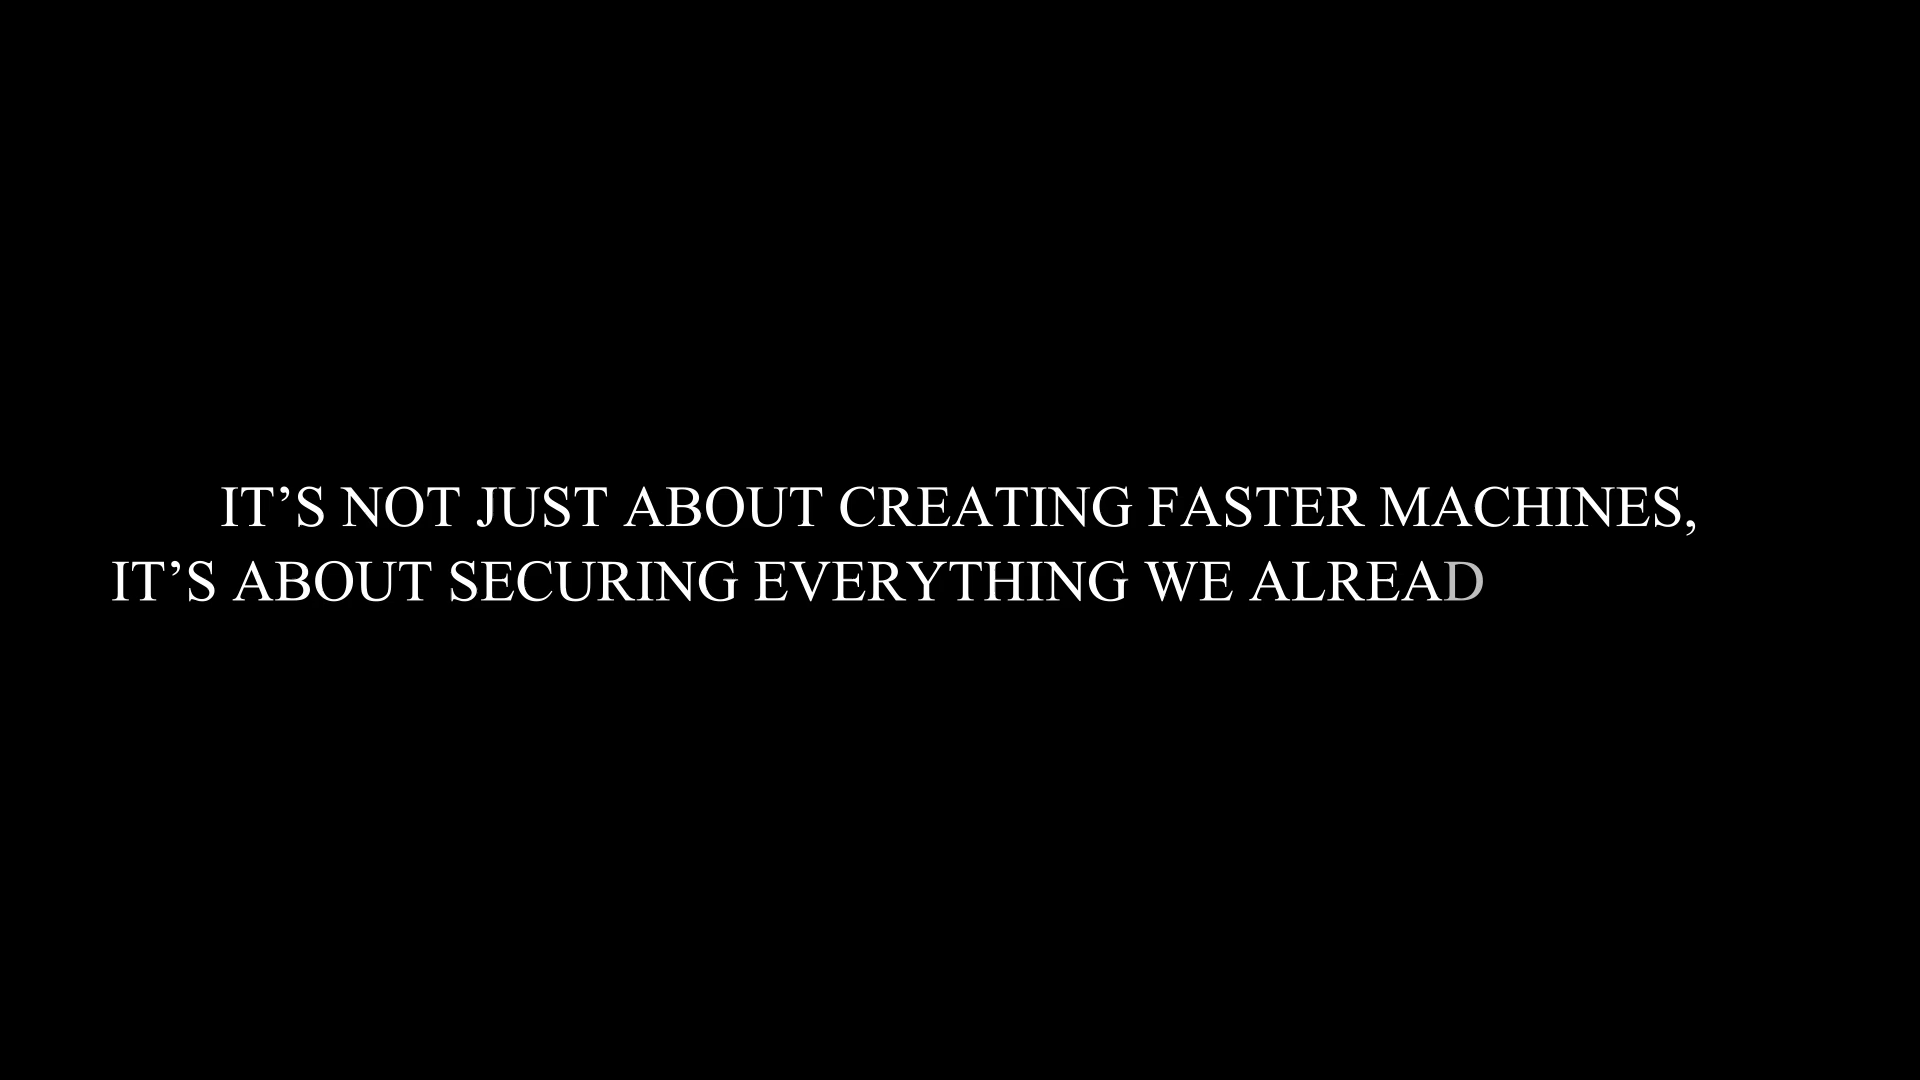 IT’S NOT JUST ABOUT CREATING FASTER MACHINES,
IT’S ABOUT SECURING EVERYTHING WE ALREAD